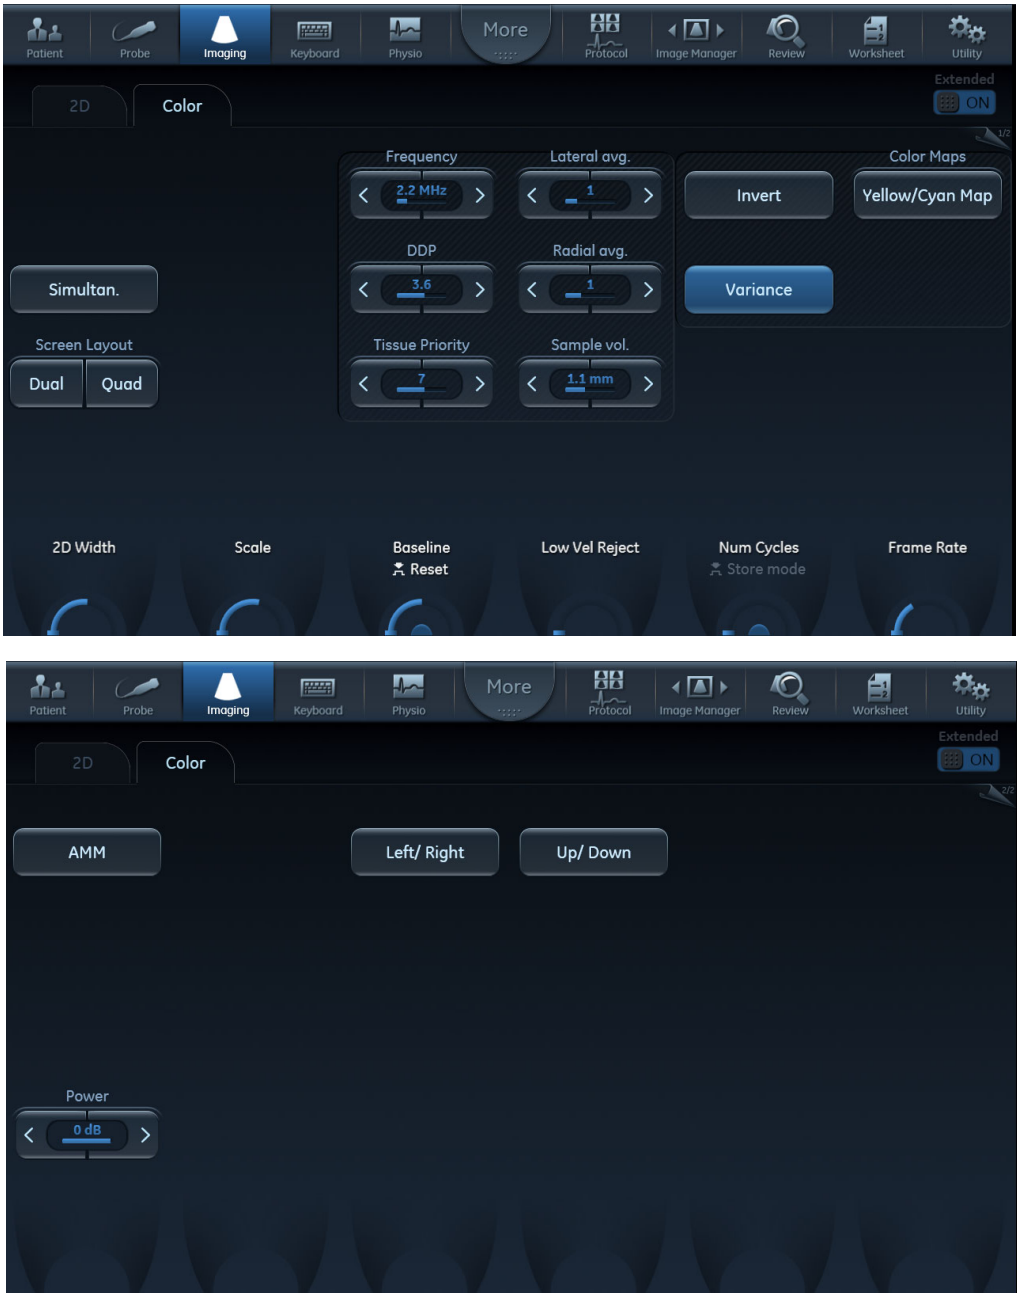 Patient Probe Imaging Keyboard Physio More Protocol Image Manager Review Worksheet Utility
Extended
ON
2D Color
1/2
Frequency Lateral avg. Color Maps
2.2 MHz 1 Invert Yellow/Cyan Map
DDP Radial avg.
Simultan. 3.6 1 Variance
Screen Layout Tissue Priority Sample vol.
Dual Quad 7 1.1 mm
2D Width Scale Baseline Low Vel Reject Num Cycles Frame Rate
Reset Store mode
Patient Probe Imaging Keyboard Physio More Protocol Image Manager Review Worksheet Utility
Extended
ON
2D Color
2/2
AMM Left/ Right Up/ Down
Power
0 dB